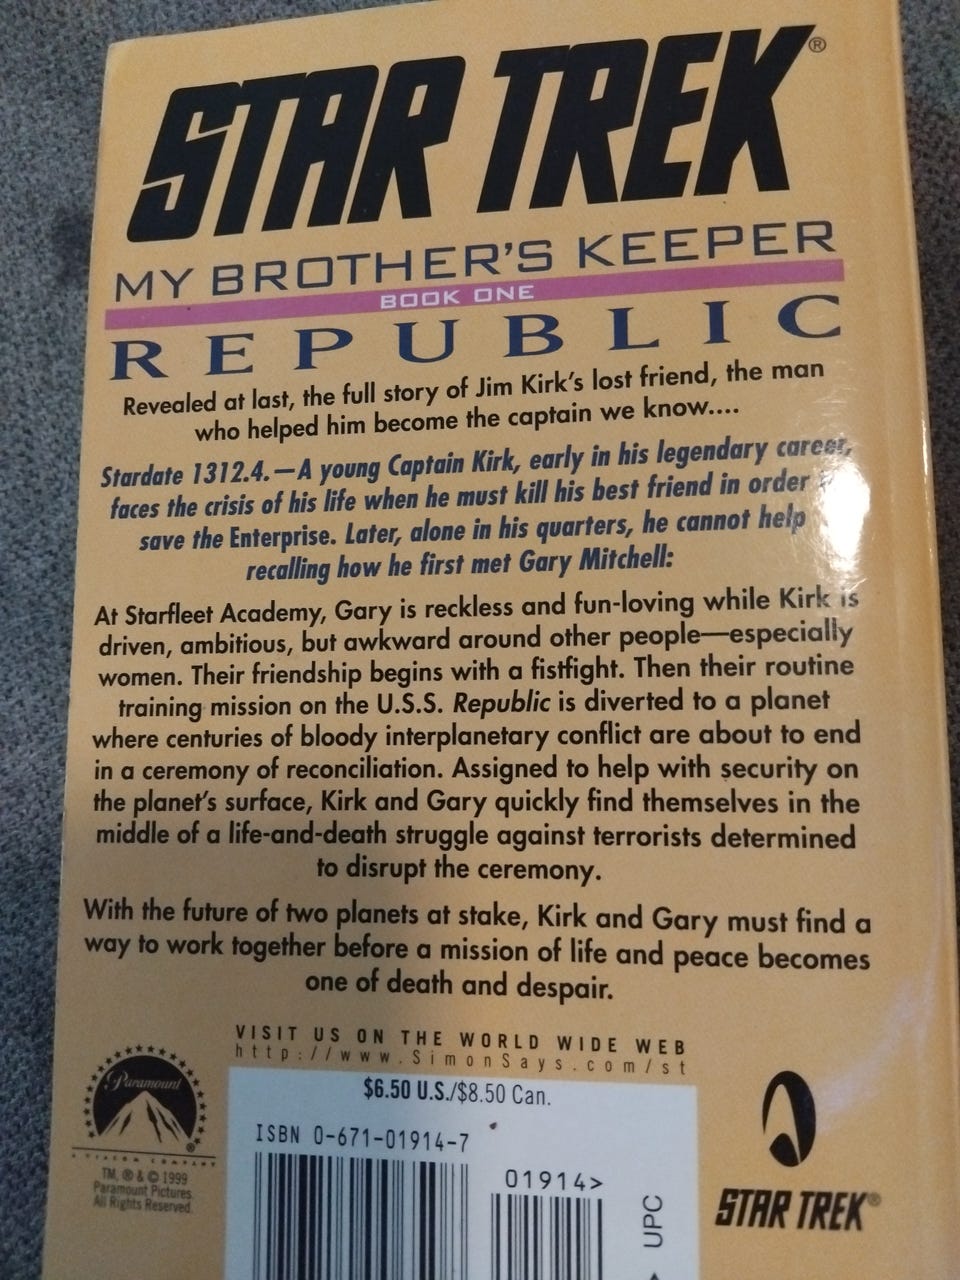 STAR TREK®
MY BROTHER'S KEEPER
BOOK ONE
REPUBLIC
Revealed at last, the full story of Jim Kirk's lost friend, the man
who helped him become the captain we know....
Stardate 1312.4.—A young Captain Kirk, early in his legendary career,
faces the crisis of his life when he must kill his best friend in order
save the Enterprise. Later, alone in his quarters, he cannot help
recalling how he first met Gary Mitchell:
At Starfleet Academy, Gary is reckless and fun-loving while Kirk is
driven, ambitious, but awkward around other people—especially
women. Their friendship begins with a fistfight. Then their routine
training mission on the U.S.S. Republic is diverted to a planet
where centuries of bloody interplanetary conflict are about to end
in a ceremony of reconciliation. Assigned to help with security on
the planet's surface, Kirk and Gary quickly find themselves in the
middle of a life-and-death struggle against terrorists determined
to disrupt the ceremony.
With the future of two planets at stake, Kirk and Gary must find a
way to work together before a mission of life and peace becomes
one of death and despair.
VISIT US ON THE WORLD WIDE WEB
http://www.SimonSays.com/st
Paramount
®
A VIACOM COMPANY
TM, ® & © 1999
Paramount Pictures.
All Rights Reserved.
$6.50 U.S./$8.50 Can.
ISBN 0-671-01914-7
01914>
UPC
STAR TREK®